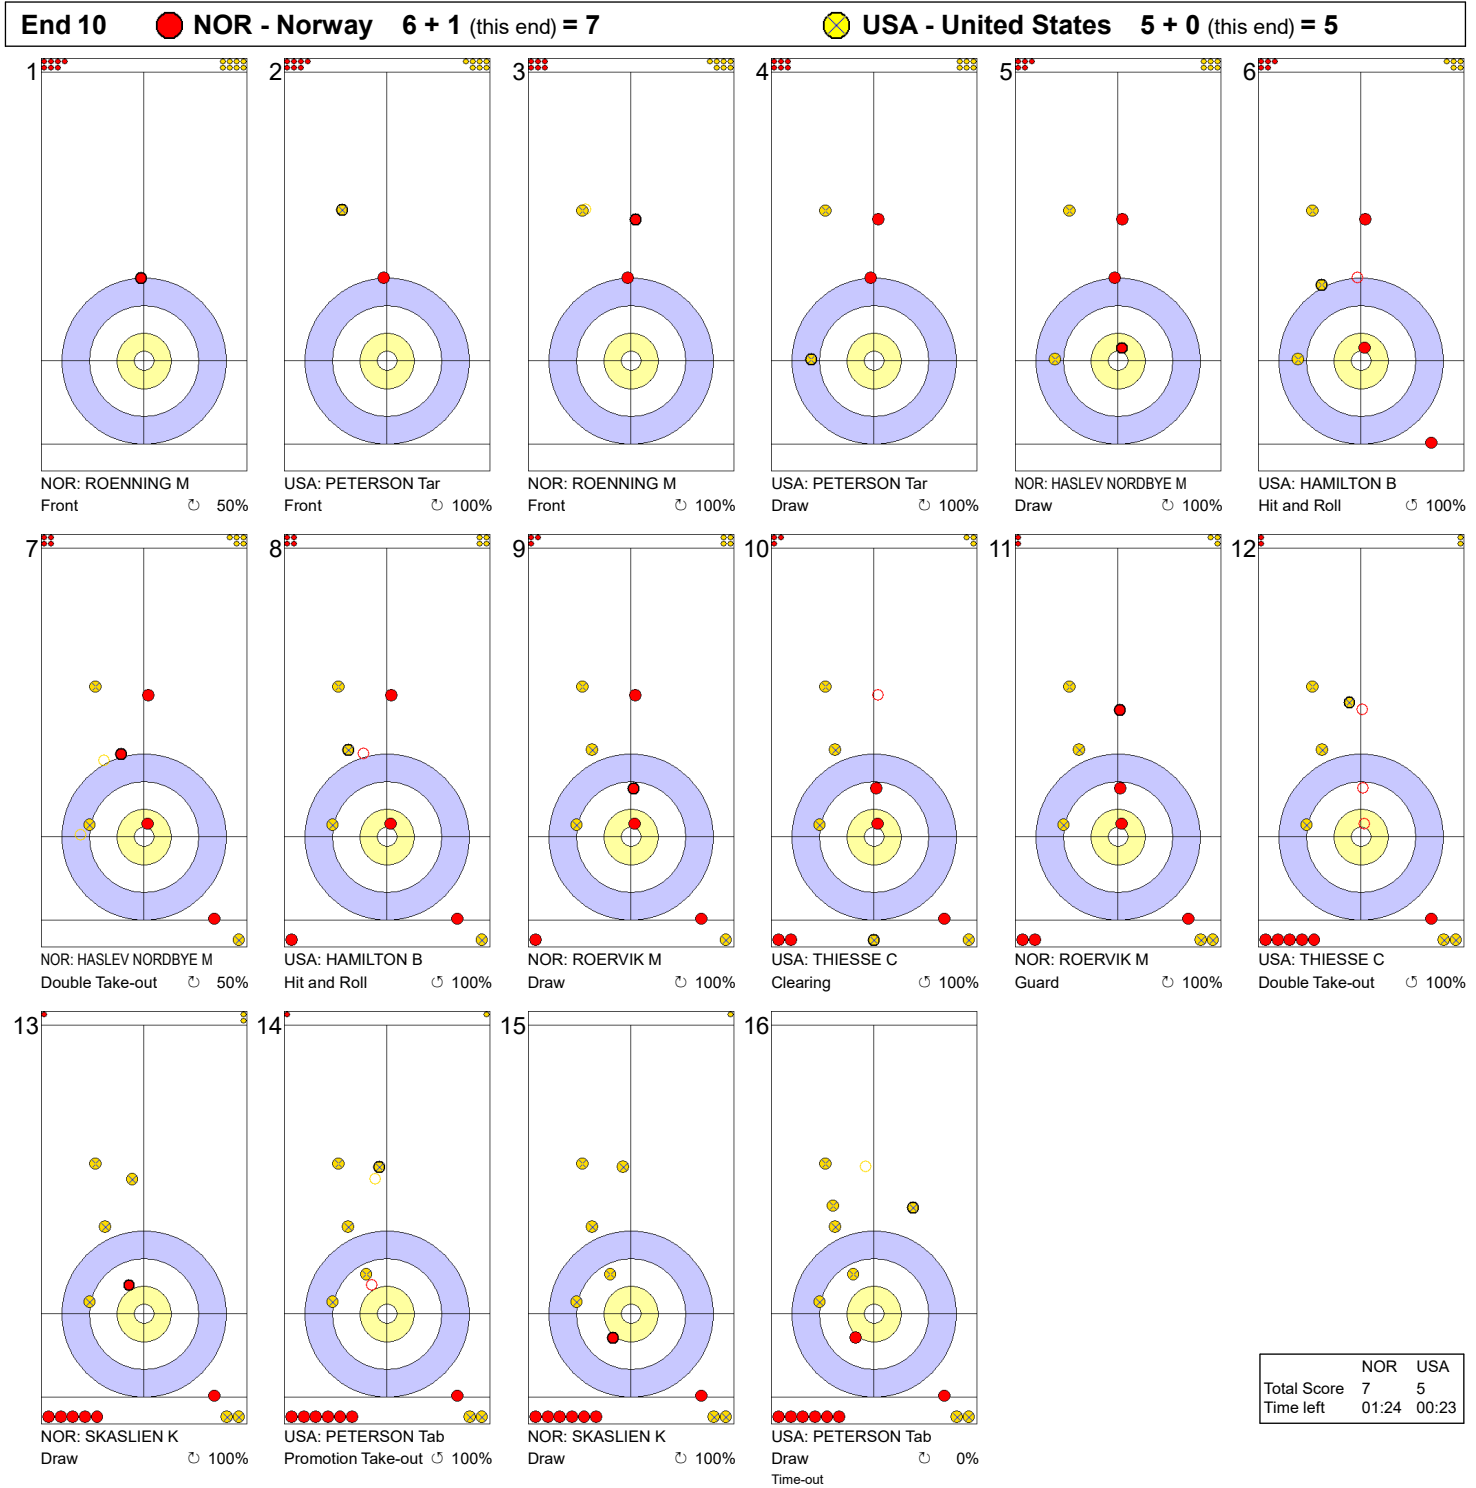 End 10 NOR - Norway 6 + 1 (this end) = 7 USA - United States 5 + 0 (this end) = 5
1 2 3 4 5 6
NOR: ROENNING M USA: PETERSON Tar NOR: ROENNING M USA: PETERSON Tar NOR: HASLEV NORDBYE M USA: HAMILTON B
Front ↻ 50% Front ↻ 100% Front ↻ 100% Draw ↻ 100% Draw ↻ 100% Hit and Roll ↺ 100%
7 8 9 10 11 12
NOR: HASLEV NORDBYE M USA: HAMILTON B NOR: ROERVIK M USA: THIESSE C NOR: ROERVIK M USA: THIESSE C
Double Take-out ↻ 50% Hit and Roll ↺ 100% Draw ↻ 100% Clearing ↺ 100% Guard ↻ 100% Double Take-out ↻ 100%
13 14 15 16
NOR: SKASLIEN K USA: PETERSON Tab NOR: SKASLIEN K USA: PETERSON Tab
Draw ↻ 100% Promotion Take-out ↺ 100% Draw ↻ 100% Draw ↻ 0%
Time-out
NOR USA
Total Score 7 5
Time left 01:24 00:23